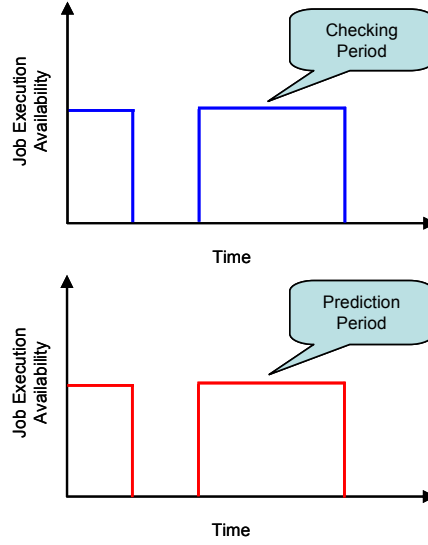 Checking
Period
Job Execution
Availability
Time
Prediction
Period
Job Execution
Availability
Time